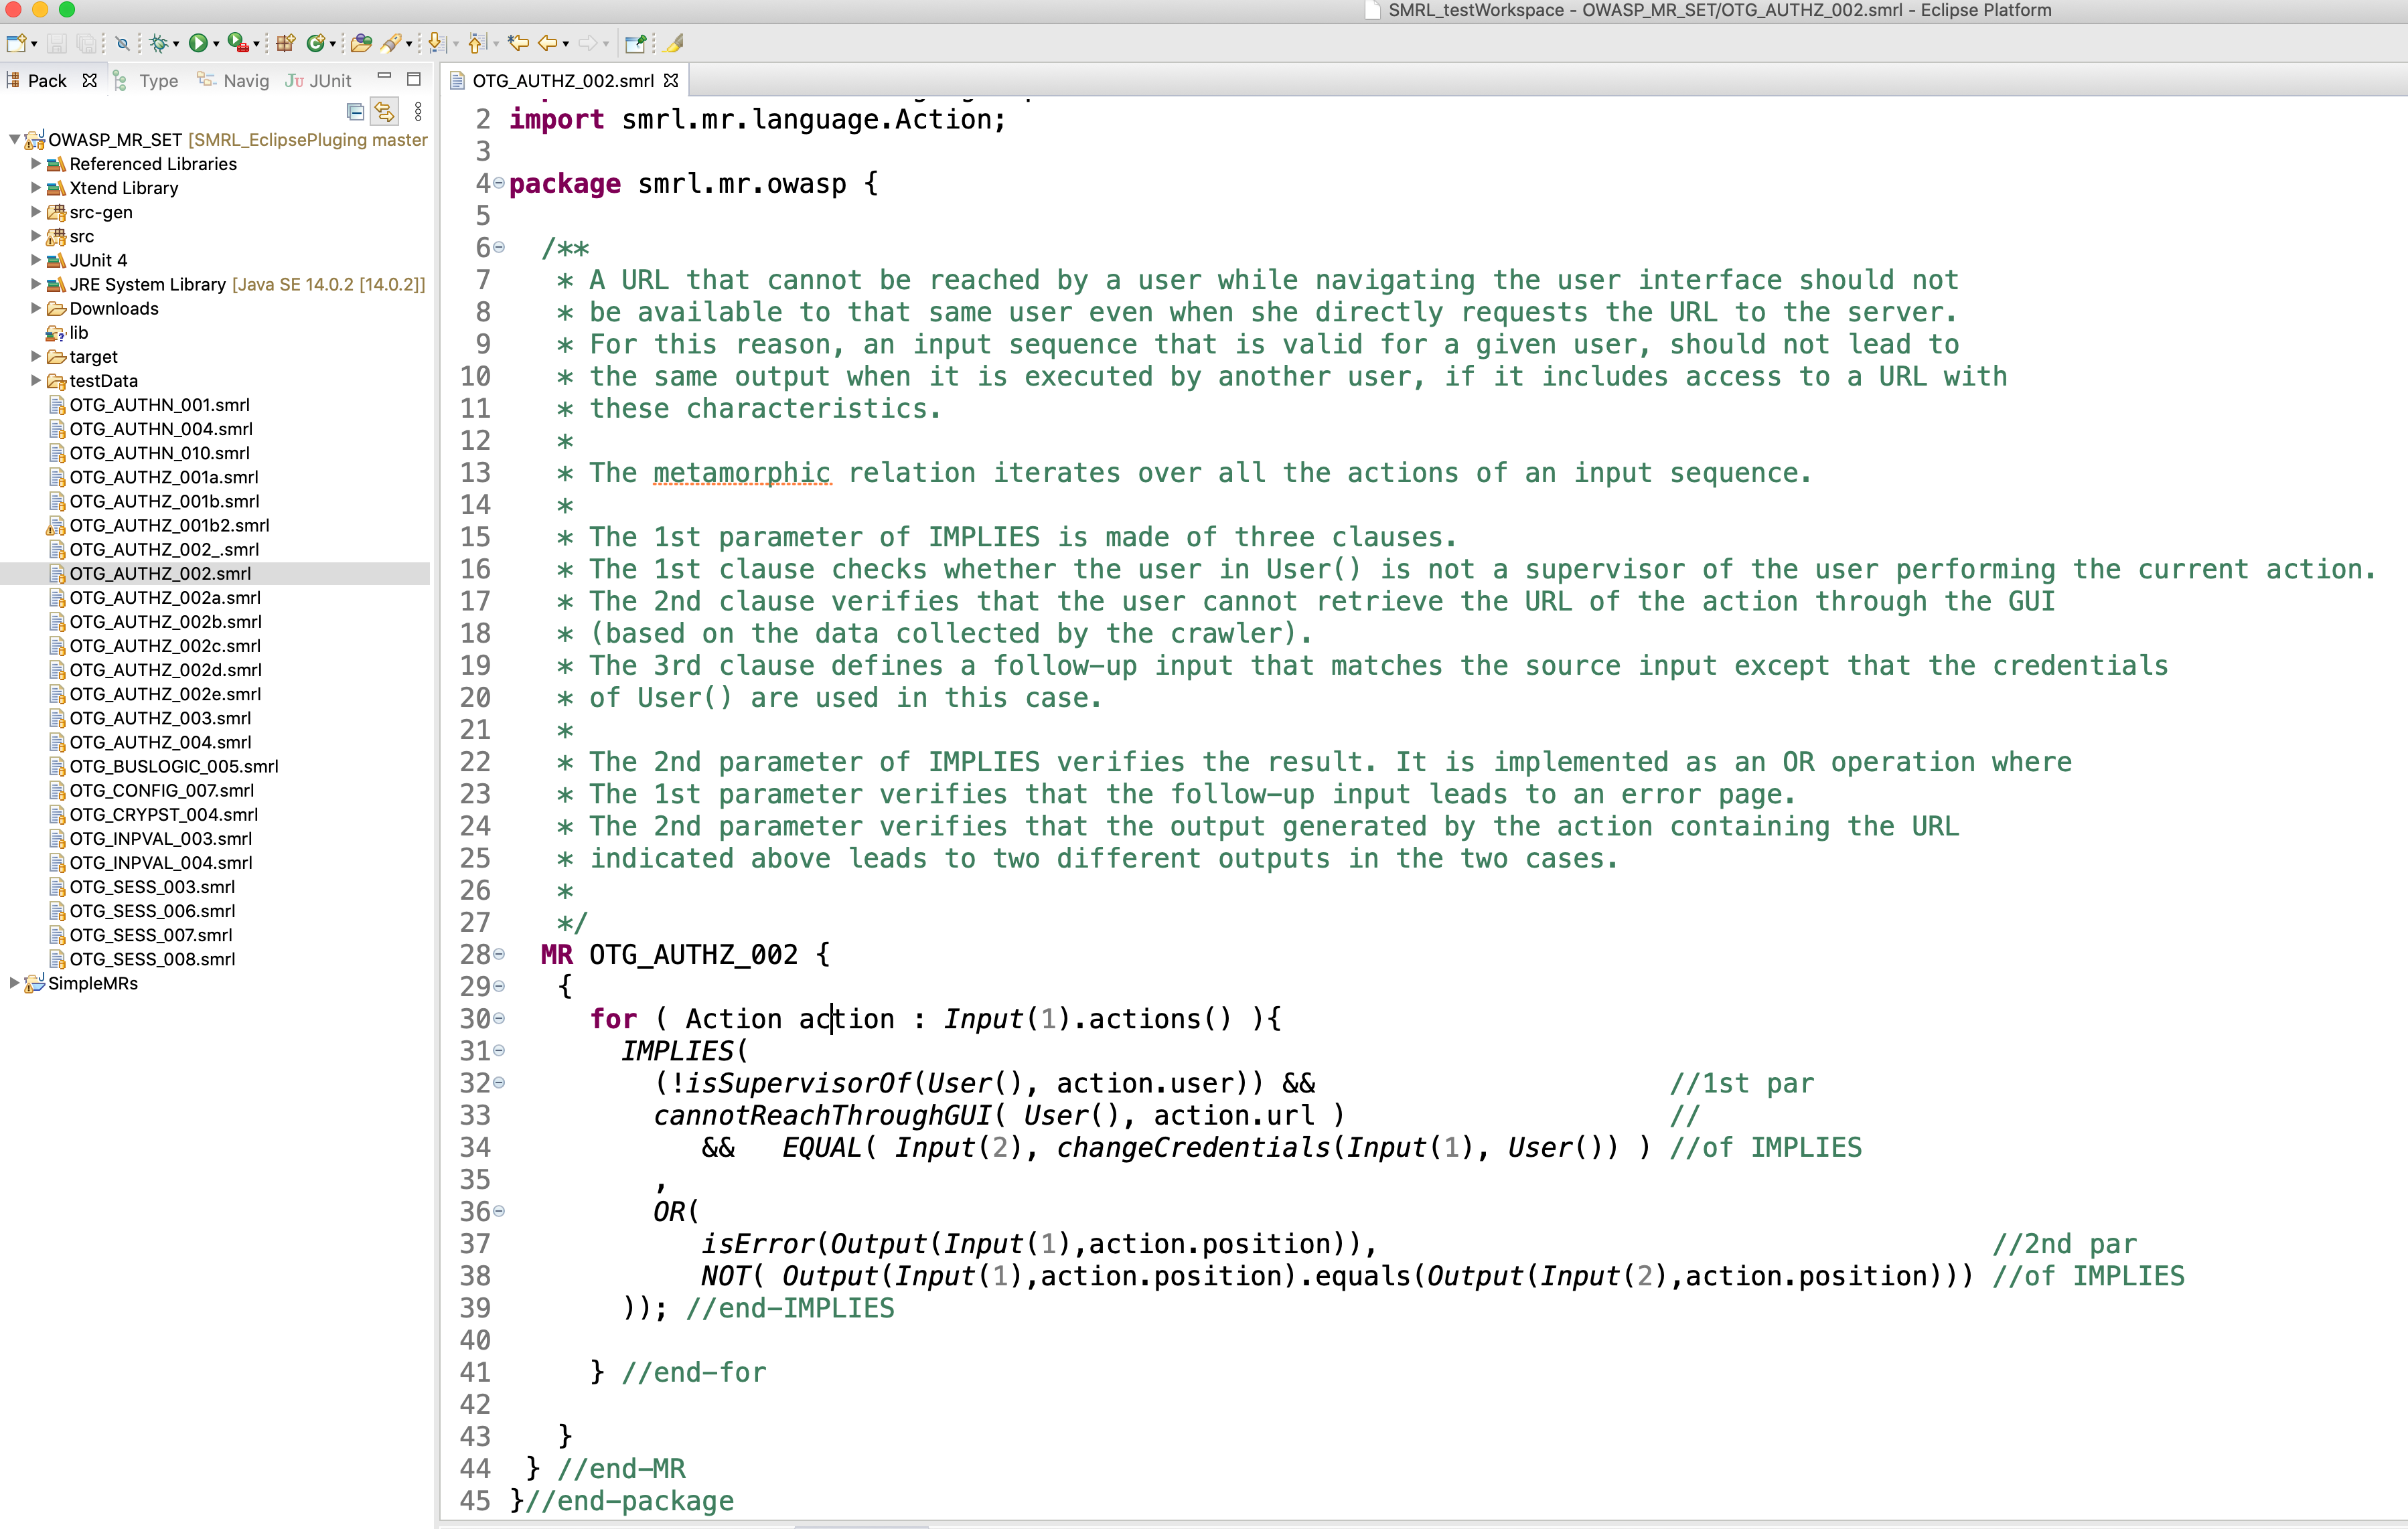 SMRL_testWorkspace - OWASP_MR_SET/OTG_AUTHZ_002.smrl - Eclipse Platform
Pack Type Navig JUnit
OWASP_MR_SET [SMRL_EclipsePluging master
Referenced Libraries
Xtend Library
src-gen
src
JUnit 4
JRE System Library [Java SE 14.0.2 [14.0.2]]
Downloads
lib
target
testData
OTG_AUTHN_001.smrl
OTG_AUTHN_004.smrl
OTG_AUTHN_010.smrl
OTG_AUTHZ_001a.smrl
OTG_AUTHZ_001b.smrl
OTG_AUTHZ_001b2.smrl
OTG_AUTHZ_002_.smrl
OTG_AUTHZ_002.smrl
OTG_AUTHZ_002a.smrl
OTG_AUTHZ_002b.smrl
OTG_AUTHZ_002c.smrl
OTG_AUTHZ_002d.smrl
OTG_AUTHZ_002e.smrl
OTG_AUTHZ_003.smrl
OTG_AUTHZ_004.smrl
OTG_BUSLOGIC_005.smrl
OTG_CONFIG_007.smrl
OTG_CRYPST_004.smrl
OTG_INPVAL_003.smrl
OTG_INPVAL_004.smrl
OTG_SESS_003.smrl
OTG_SESS_006.smrl
OTG_SESS_007.smrl
OTG_SESS_008.smrl
SimpleMRs
OTG_AUTHZ_002.smrl
2 import smrl.mr.language.Action;
3
4 package smrl.mr.owasp {
5
6 /**
7 * A URL that cannot be reached by a user while navigating the user interface should not
8 * be available to that same user even when she directly requests the URL to the server.
9 * For this reason, an input sequence that is valid for a given user, should not lead to
10 * the same output when it is executed by another user, if it includes access to a URL with
11 * these characteristics.
12 *
13 * The metamorphic relation iterates over all the actions of an input sequence.
14 *
15 * The 1st parameter of IMPLIES is made of three clauses.
16 * The 1st clause checks whether the user in User() is not a supervisor of the user performing the current action.
17 * The 2nd clause verifies that the user cannot retrieve the URL of the action through the GUI
18 * (based on the data collected by the crawler).
19 * The 3rd clause defines a follow-up input that matches the source input except that the credentials
20 * of User() are used in this case.
21 *
22 * The 2nd parameter of IMPLIES verifies the result. It is implemented as an OR operation where
23 * The 1st parameter verifies that the follow-up input leads to an error page.
24 * The 2nd parameter verifies that the output generated by the action containing the URL
25 * indicated above leads to two different outputs in the two cases.
26 *
27 */
28 MR OTG_AUTHZ_002 {
29 {
30 for ( Action action : Input(1).actions() ){
31 IMPLIES(
32 (!isSupervisorOf(User(), action.user)) && //1st par
33 cannotReachThroughGUI( User(), action.url ) //
34 && EQUAL( Input(2), changeCredentials(Input(1), User()) ) //of IMPLIES
35 ,
36 OR(
37 isError(Output(Input(1),action.position)), //2nd par
38 NOT( Output(Input(1),action.position).equals(Output(Input(2),action.position))) //of IMPLIES
39 )); //end-IMPLIES
40
41 } //end-for
42
43 }
44 } //end-MR
45 }//end-package